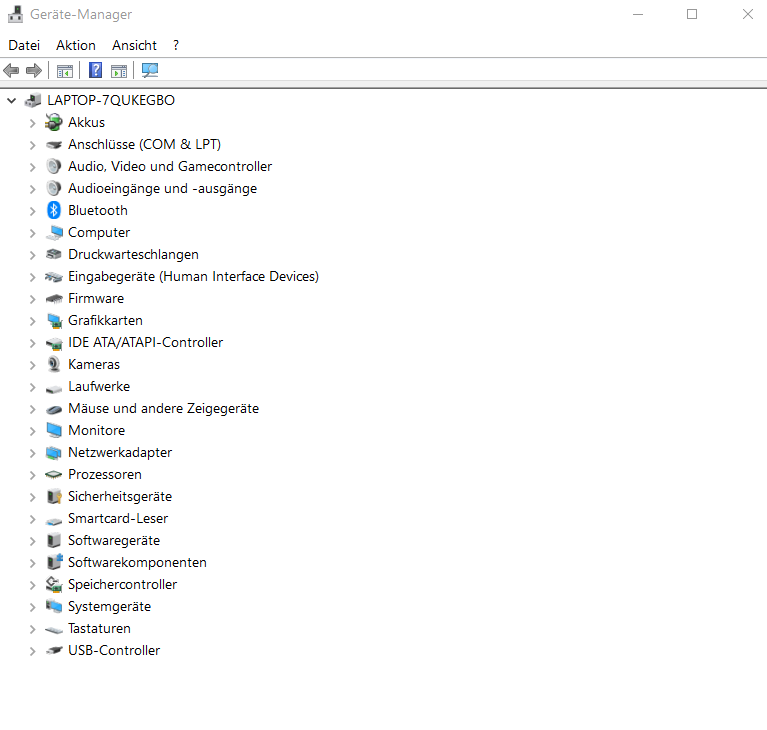 Geräte-Manager
Datei Aktion Ansicht ?
?
LAPTOP-7QUKEGBO
Akkus
Anschlüsse (COM & LPT)
Audio, Video und Gamecontroller
Audioeingänge und -ausgänge
Bluetooth
Computer
Druckwarteschlangen
Eingabegeräte (Human Interface Devices)
Firmware
Grafikkarten
IDE ATA/ATAPI-Controller
Kameras
Laufwerke
Mäuse und andere Zeigegeräte
Monitore
Netzwerkadapter
Prozessoren
Sicherheitsgeräte
Smartcard-Leser
Softwaregeräte
Softwarekomponenten
Speichercontroller
Systemgeräte
Tastaturen
USB-Controller